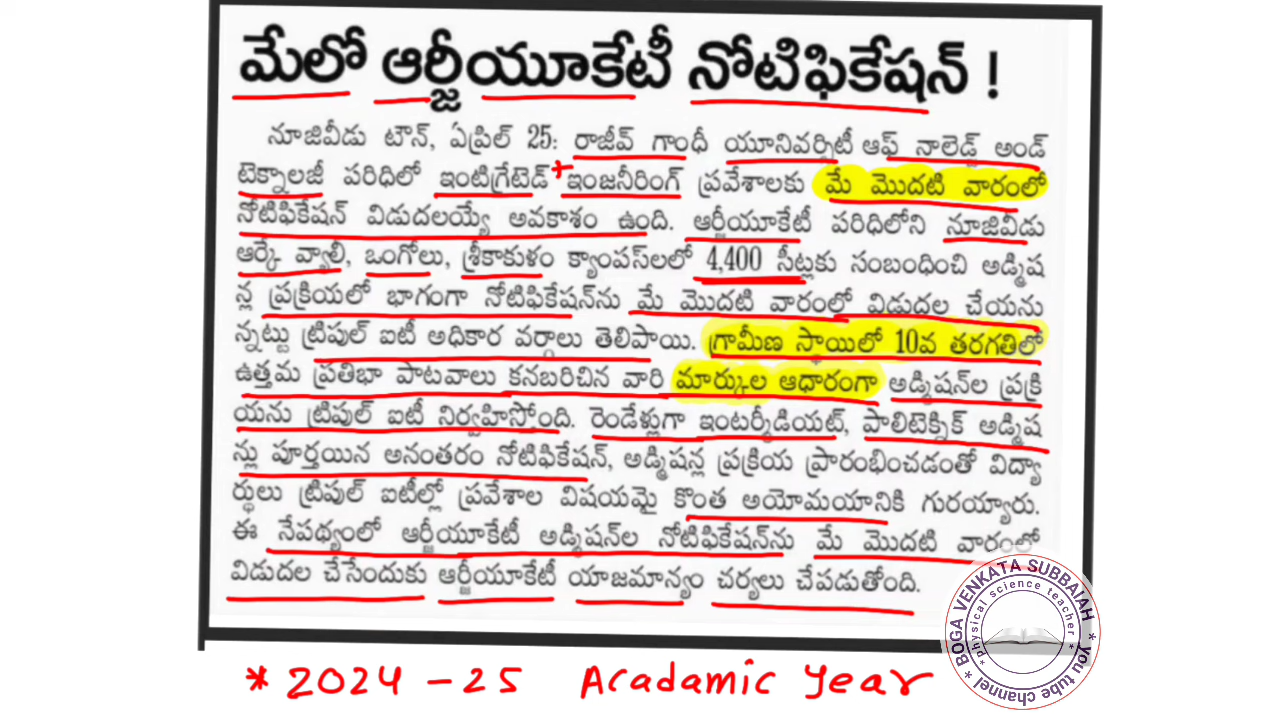 మేలో ఆర్జీయూకేటీ నోటిఫికేషన్ !
నూజివీడు టౌన్, ఏప్రిల్ 25: రాజీవ్ గాంధీ యూనివర్సిటీ ఆఫ్ నాలెడ్జ్ అండ్
టెక్నాలజీ పరిధిలో ఇంటిగ్రేటెడ్ + ఇంజనీరింగ్ ప్రవేశాలకు మే మొదటి వారంలో
నోటిఫికేషన్ విడుదలయ్యే అవకాశం ఉంది. ఆర్జీయూకేటీ పరిధిలోని నూజివీడు
ఆర్కే వ్యాలీ, ఒంగోలు, శ్రీకాకుళం క్యాంపస్‌లలో 4,400 సీట్లకు సంబంధించి అడ్మిష
న్ల ప్రక్రియలో భాగంగా నోటిఫికేషన్‌ను మే మొదటి వారంలో విడుదల చేయను
న్నట్టు ట్రిపుల్ ఐటీ అధికార వర్గాలు తెలిపాయి. గ్రామీణ స్థాయిలో 10వ తరగతిలో
ఉత్తమ ప్రతిభా పాటవాలు కనబరిచిన వారి మార్కుల ఆధారంగా అడ్మిషన్‌ల ప్రక్రి
యను ట్రిపుల్ ఐటీ నిర్వహిస్తోంది. రెండేళ్లుగా ఇంటర్మీడియట్, పాలిటెక్నిక్ అడ్మిష
న్లు పూర్తయిన అనంతరం నోటిఫికేషన్, అడ్మిషన్ల ప్రక్రియ ప్రారంభించడంతో విద్యా
ర్థులు ట్రిపుల్ ఐటీల్లో ప్రవేశాల విషయమై కొంత అయోమయానికి గురయ్యారు.
ఈ నేపథ్యంలో ఆర్జీయూకేటీ అడ్మిషన్‌ల నోటిఫికేషన్‌ను మే మొదటి వారంలో
విడుదల చేసేందుకు ఆర్జీయూకేటీ యాజమాన్యం చర్యలు చేపడుతోంది.
* BOGA VENKATA SUBBAIAH * you tube channel
* physical science teacher *
* 2024 - 25 Acadamic Year